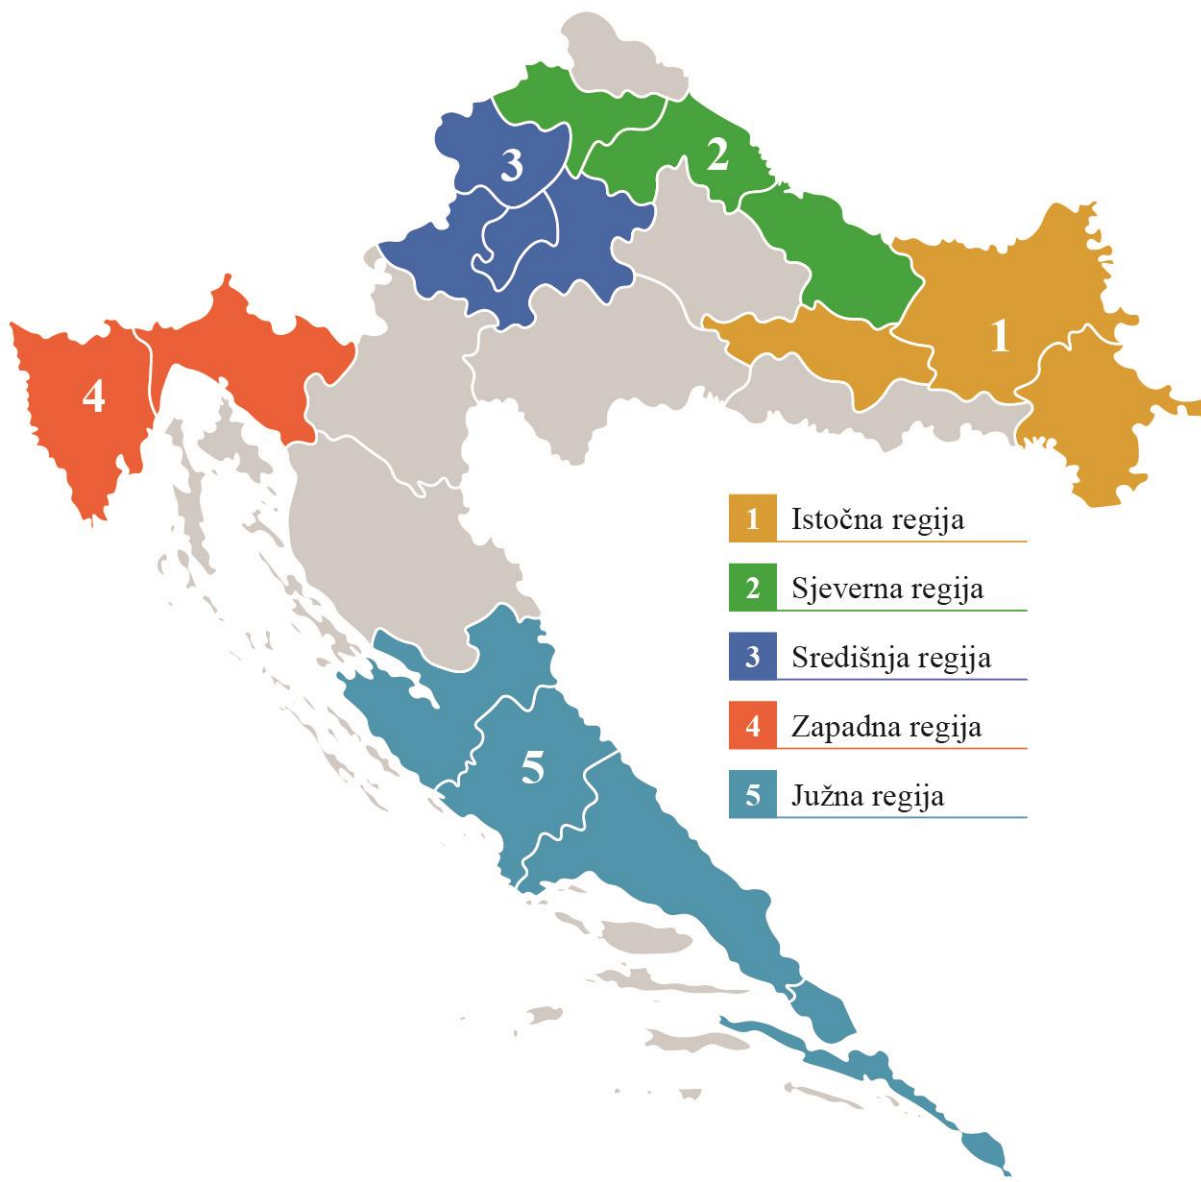 2
3
1
4
1 Istočna regija
2 Sjeverna regija
3 Središnja regija
4 Zapadna regija
5 Južna regija
5